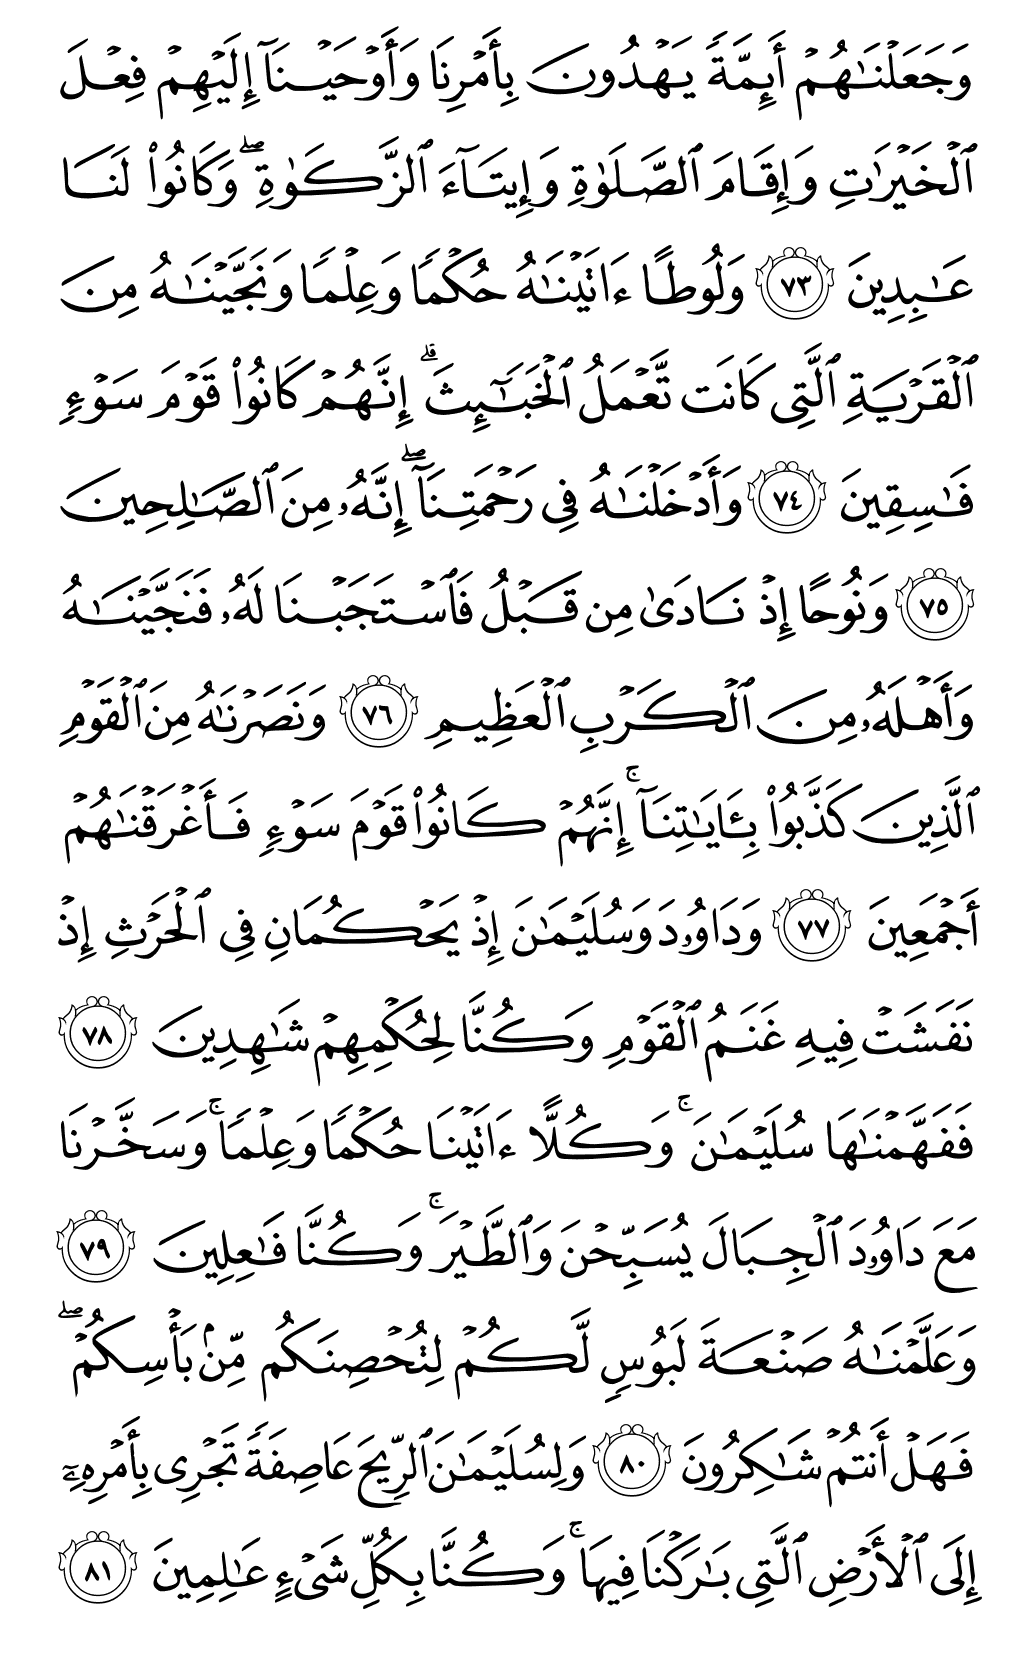 وَجَعَلْنَٰهُمْ أَئِمَّةً يَهْدُونَ بِأَمْرِنَا وَأَوْحَيْنَآ إِلَيْهِمْ فِعْلَ
ٱلْخَيْرَٰتِ وَإِقَامَ ٱلصَّلَوٰةِ وَإِيتَآءَ ٱلزَّكَوٰةِ ۖ وَكَانُوا۟ لَنَا
عَٰبِدِينَ ٧٣ وَلُوطًا ءَاتَيْنَٰهُ حُكْمًا وَعِلْمًا وَنَجَّيْنَٰهُ مِنَ
ٱلْقَرْيَةِ ٱلَّتِى كَانَت تَّعْمَلُ ٱلْخَبَٰٓئِثَ ۗ إِنَّهُمْ كَانُوا۟ قَوْمَ سَوْءٍ
فَٰسِقِينَ ٧٤ وَأَدْخَلْنَٰهُ فِى رَحْمَتِنَآ ۖ إِنَّهُۥ مِنَ ٱلصَّٰلِحِينَ
٧٥ وَنُوحًا إِذْ نَادَىٰ مِن قَبْلُ فَٱسْتَجَبْنَا لَهُۥ فَنَجَّيْنَٰهُ
وَأَهْلَهُۥ مِنَ ٱلْكَرْبِ ٱلْعَظِيمِ ٧٦ وَنَصَرْنَٰهُ مِنَ ٱلْقَوْمِ
ٱلَّذِينَ كَذَّبُوا۟ بِـَٔايَٰتِنَآ ۚ إِنَّهُمْ كَانُوا۟ قَوْمَ سَوْءٍ فَأَغْرَقْنَٰهُمْ
أَجْمَعِينَ ٧٧ وَدَاوُۥدَ وَسُلَيْمَٰنَ إِذْ يَحْكُمَانِ فِى ٱلْحَرْثِ إِذْ
نَفَشَتْ فِيهِ غَنَمُ ٱلْقَوْمِ وَكُنَّا لِحُكْمِهِمْ شَٰهِدِينَ ٧٨
فَفَهَّمْنَٰهَا سُلَيْمَٰنَ ۚ وَكُلًّا ءَاتَيْنَا حُكْمًا وَعِلْمًا ۚ وَسَخَّرْنَا
مَعَ دَاوُۥدَ ٱلْجِبَالَ يُسَبِّحْنَ وَٱلطَّيْرَ ۚ وَكُنَّا فَٰعِلِينَ ٧٩
وَعَلَّمْنَٰهُ صَنْعَةَ لَبُوسٍ لَّكُمْ لِتُحْصِنَكُم مِّنۢ بَأْسِكُمْ ۖ
فَهَلْ أَنتُمْ شَٰكِرُونَ ٨٠ وَلِسُلَيْمَٰنَ ٱلرِّيحَ عَاصِفَةً تَجْرِى بِأَمْرِهِۦٓ
إِلَى ٱلْأَرْضِ ٱلَّتِى بَٰرَكْنَا فِيهَا ۚ وَكُنَّا بِكُلِّ شَىْءٍ عَٰلِمِينَ ٨١